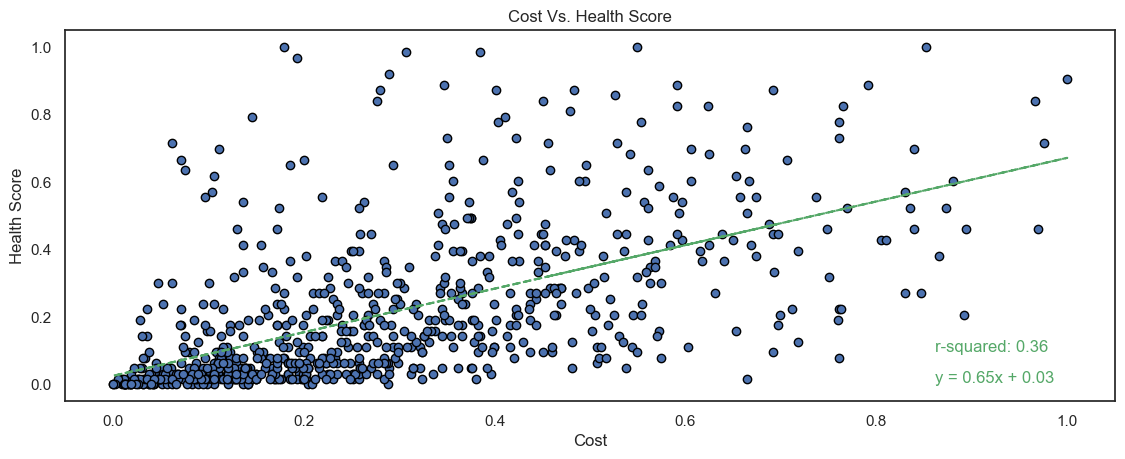 Cost Vs. Health Score
1.0
0.8
0.6
0.4
0.2
0.0
Health Score
r-squared: 0.36
y = 0.65x + 0.03
0.0 0.2 0.4 0.6 0.8 1.0
Cost